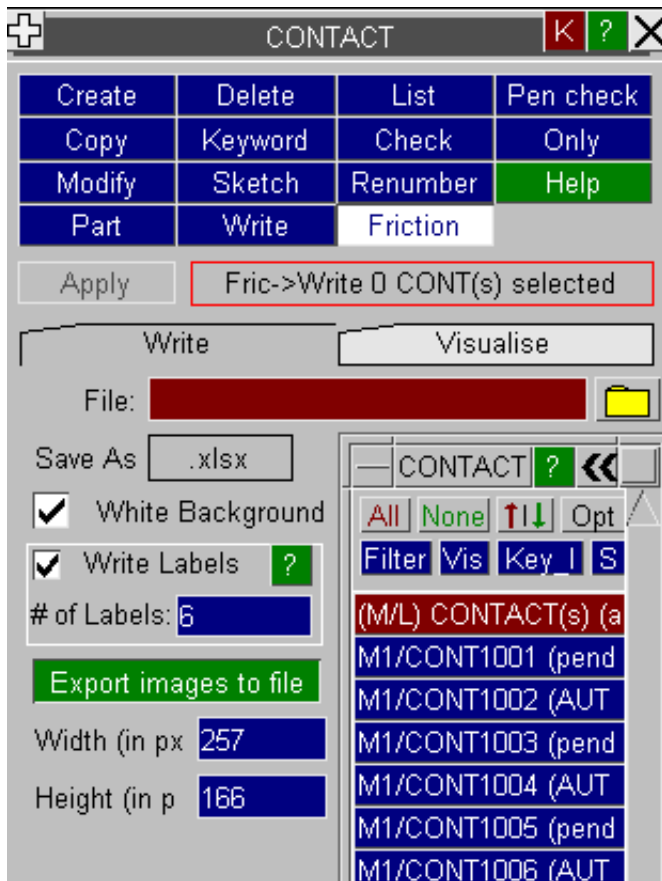 CONTACT K ? X
Create Delete List Pen check
Copy Keyword Check Only
Modify Sketch Renumber Help
Part Write Friction
Apply Fric->Write 0 CONT(s) selected
Write Visualise
File:
Save As .xlsx
White Background
Write Labels ?
# of Labels: 6
Export images to file
Width (in px 257
Height (in p 166
CONTACT ?
All None Opt
Filter Vis Key_I S
(M/L) CONTACT(s) (a
M1/CONT1001 (pend
M1/CONT1002 (AUT
M1/CONT1003 (pend
M1/CONT1004 (AUT
M1/CONT1005 (pend
M1/CONT1006 (AUT